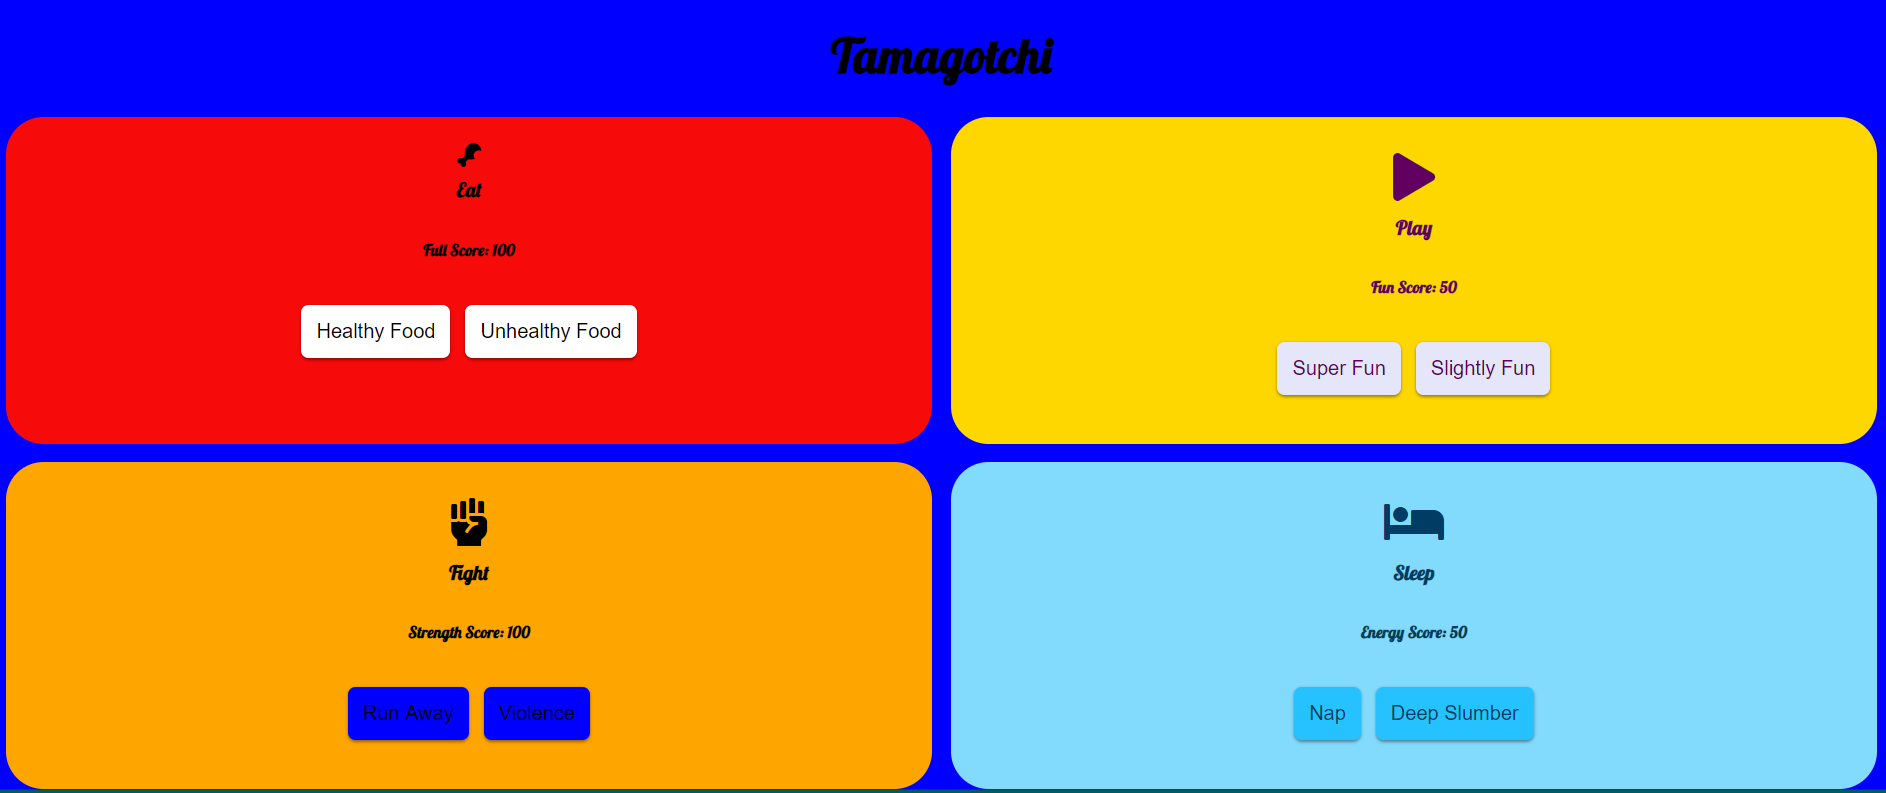 Tamagotchi
Eat
Full Score: 100
Healthy Food Unhealthy Food
Play
Fun Score: 50
Super Fun Slightly Fun
Fight
Strength Score: 100
Run Away Violence
Sleep
Energy Score: 50
Nap Deep Slumber